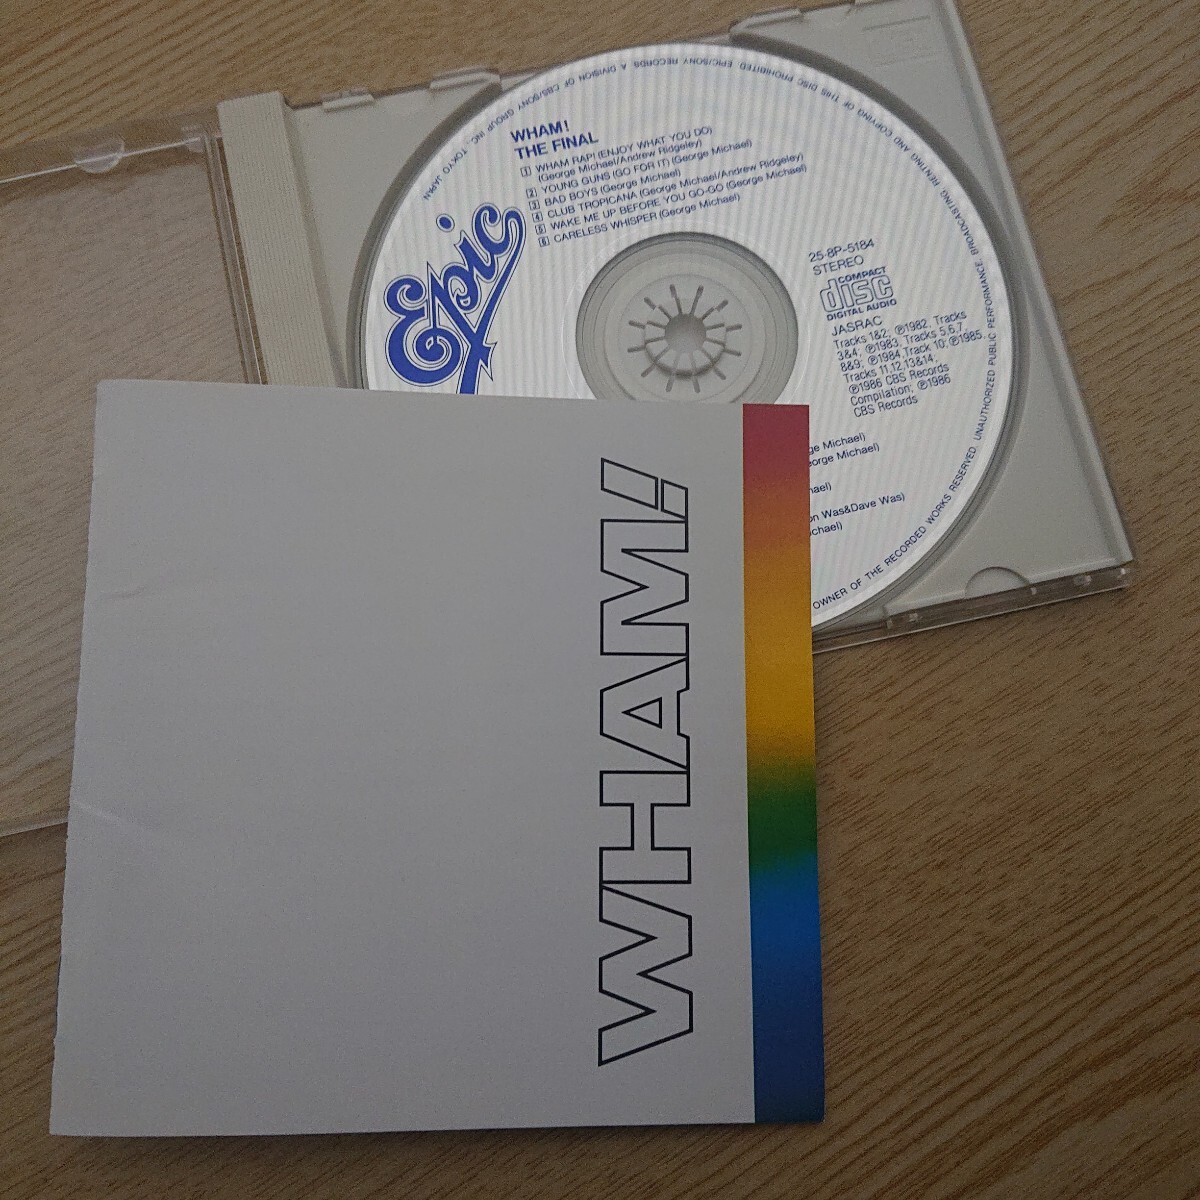 WHAM!
THE FINAL
1 WHAM RAP! (ENJOY WHAT YOU DO)
(George Michael/Andrew Ridgeley)
2 YOUNG GUNS (GO FOR IT) (George Michael)
3 BAD BOYS (George Michael)
4 CLUB TROPICANA (George Michael/Andrew Ridgeley)
5 WAKE ME UP BEFORE YOU GO-GO (George Michael)
6 CARELESS WHISPER (George Michael)
Epic
25·8P-5184
STEREO
COMPACT
disc
DIGITAL AUDIO
JASRAC
Tracks 1&2; ℗1982, Tracks
3&4; ℗1983, Tracks 5,6,7,
8&9; ℗1984, Track 10; ℗1985,
Tracks 11,12,13&14,
℗1986 CBS Records
Compilation; ℗1986
CBS Records
ge Michael)
eorge Michael)
hael)
on Was&Dave Was)
ichael)
OWNER OF THE RECORDED WORKS RESERVED. UNAUTHORIZED PUBLIC PERFORMANCE, BROADCASTING, RENTING AND COPYING OF THIS DISC PROHIBITED. EPIC/SONY RECORDS, A DIVISION OF CBS/SONY GROUP INC. TOKYO JAPAN
WHAM!